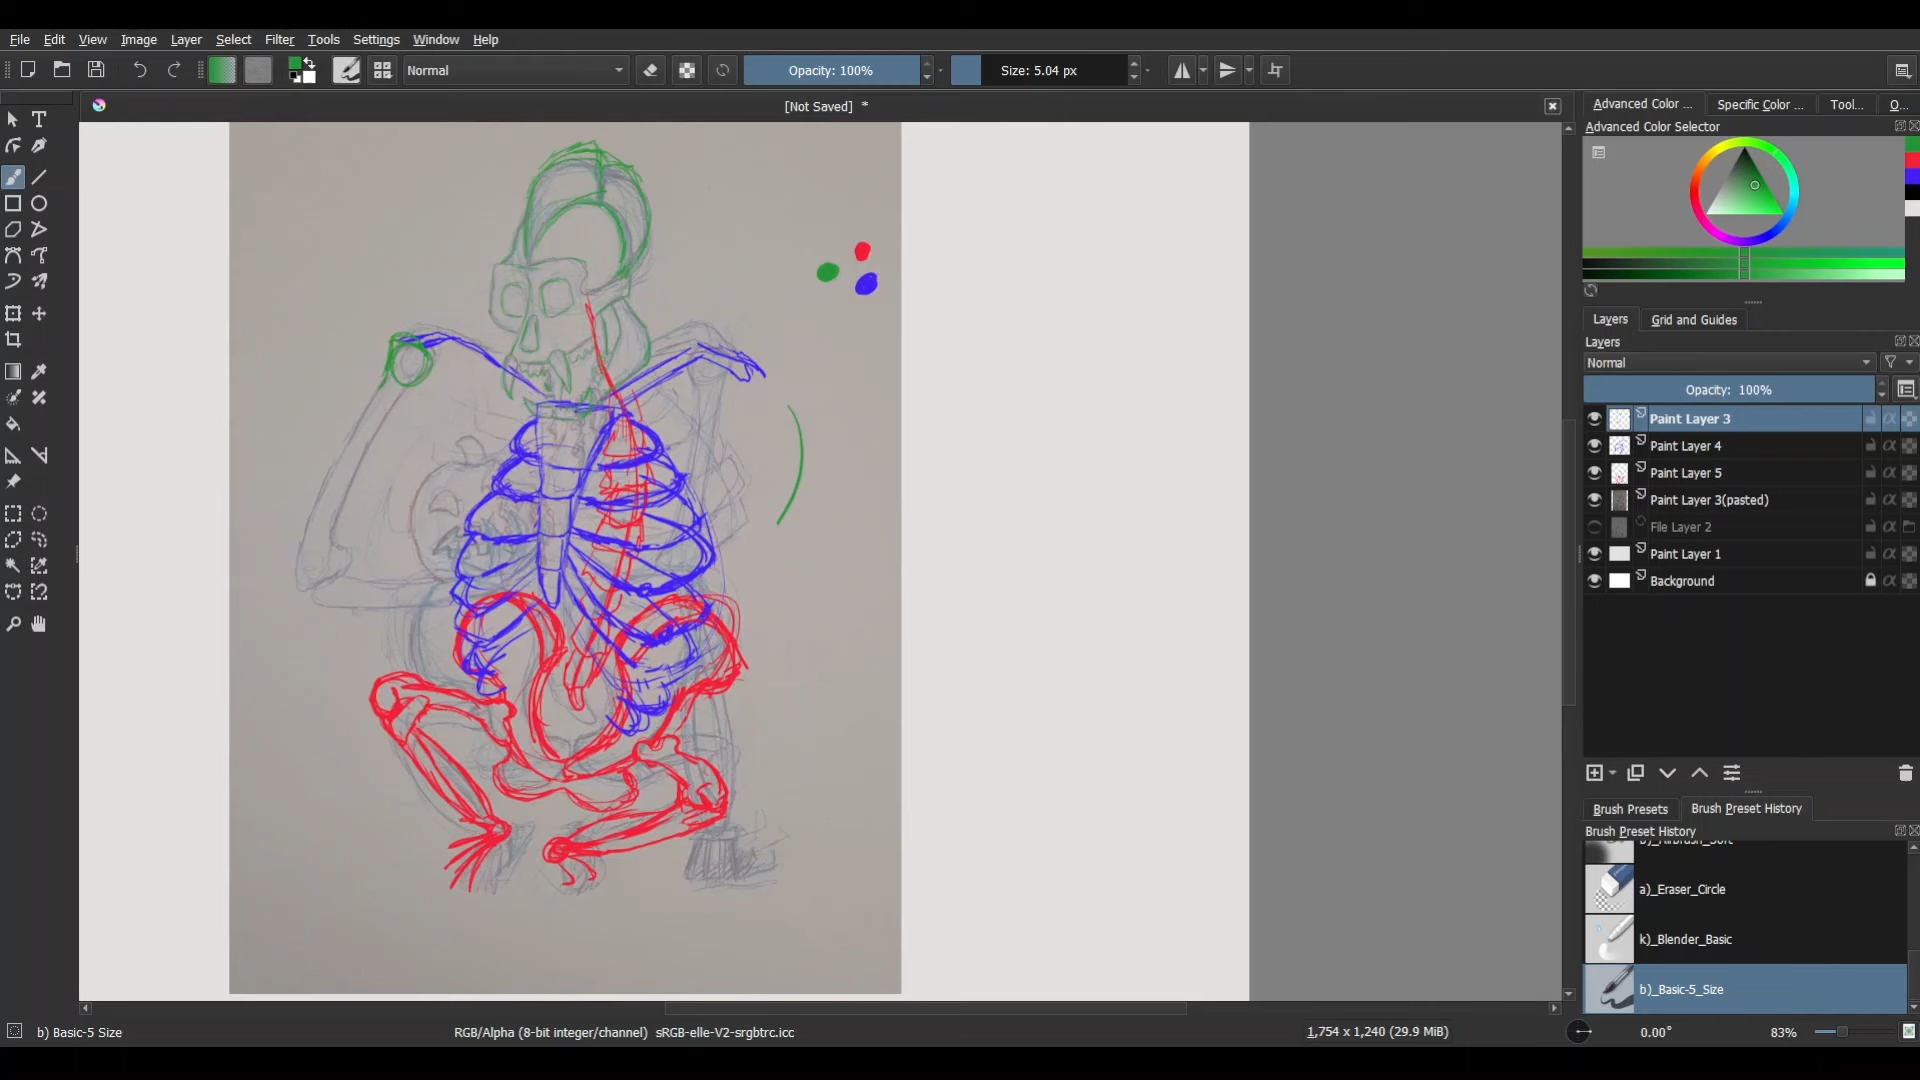 File Edit View Image Layer Select Filter Tools Settings Window Help
Normal Opacity: 100% Size: 5.04 px
[Not Saved] *
Advanced Color ... Specific Color ... Tool... O...
Advanced Color Selector
Layers Grid and Guides
Layers
Normal
Opacity: 100%
Paint Layer 3
Paint Layer 4
Paint Layer 5
Paint Layer 3(pasted)
File Layer 2
Paint Layer 1
Background
Brush Presets Brush Preset History
Brush Preset History
b)_Airbrush_Soft
a)_Eraser_Circle
k)_Blender_Basic
b)_Basic-5_Size
b) Basic-5 Size RGB/Alpha (8-bit integer/channel) sRGB-elle-V2-srgbtrc.icc 1,754 x 1,240 (29.9 MiB) 0.00° 83%